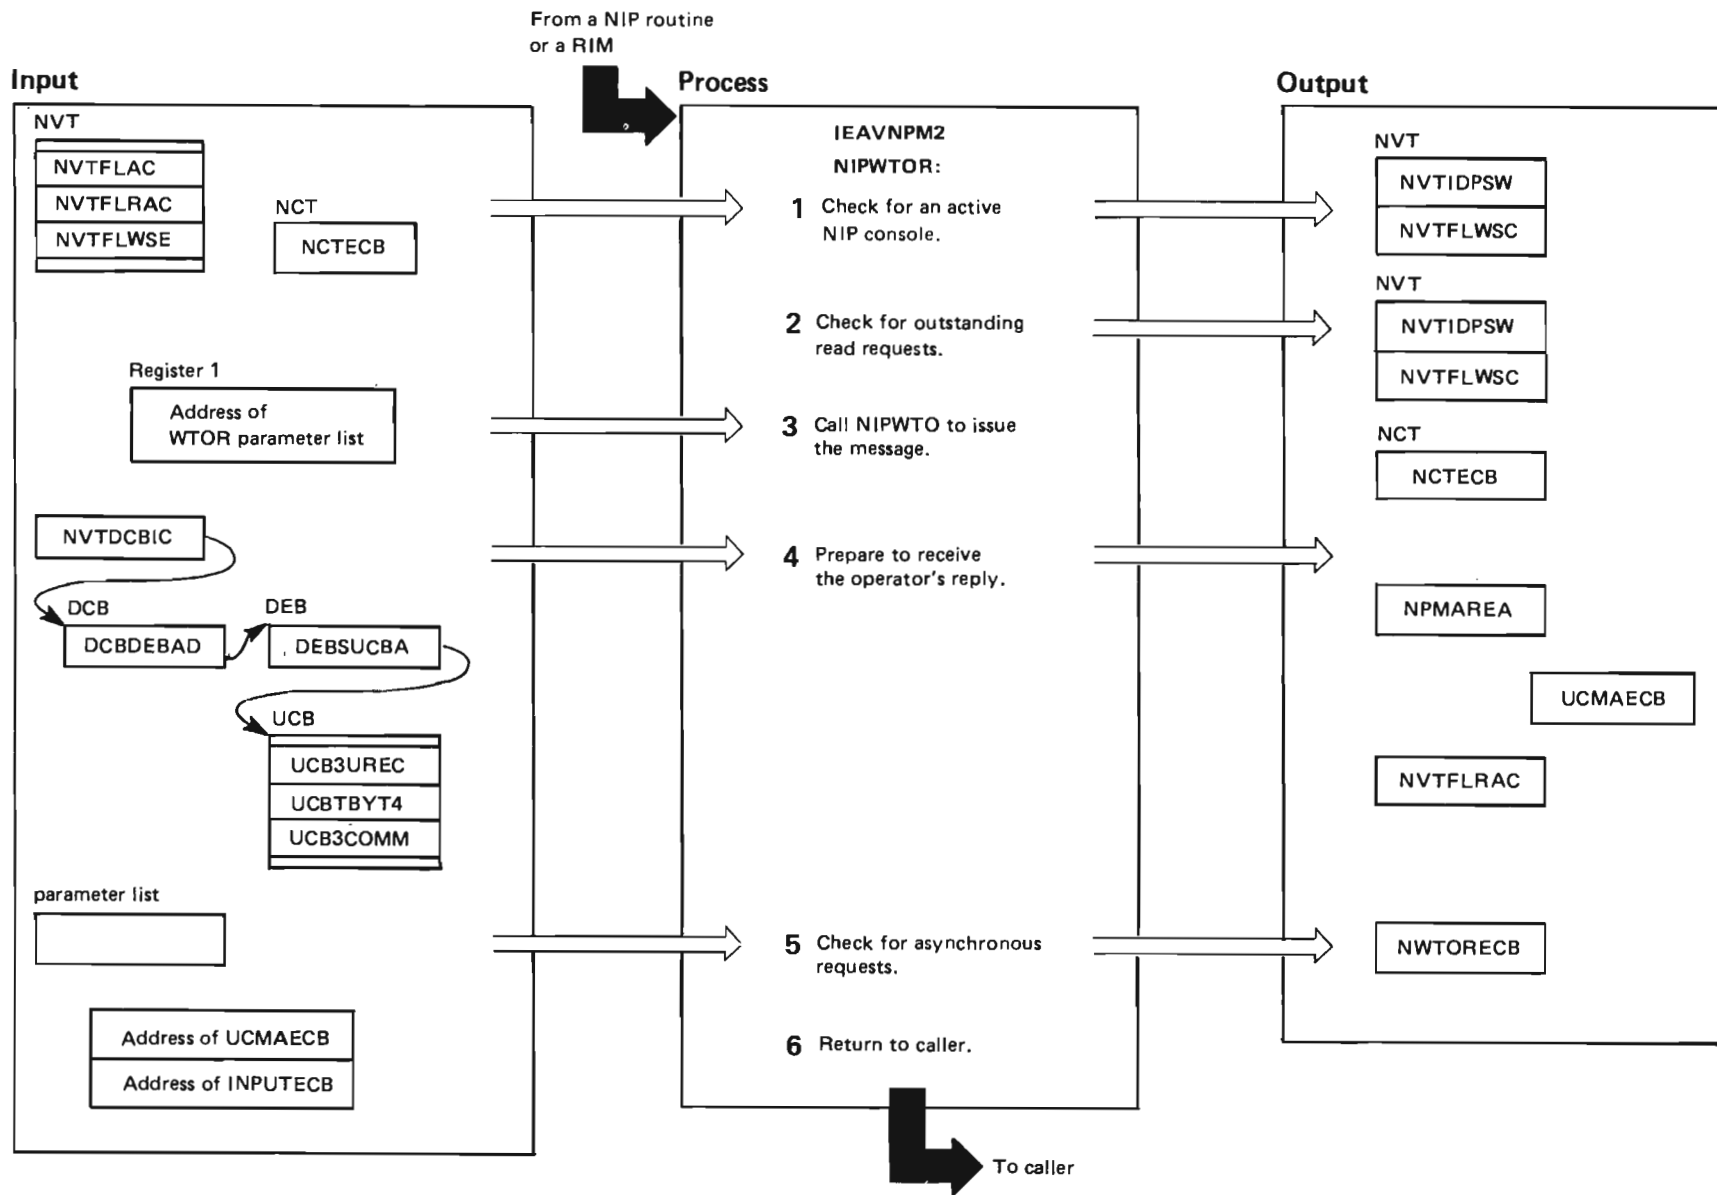 From a NIP routine
or a RIM
Input
NVT
NVTFLAC
NVTFLRAC
NVTFLWSE
NCT
NCTECB
Register 1
Address of
WTOR parameter list
NVTDCBIC
DCB
DCBDEBAD
DEB
DEBSUCBA
UCB
UCB3UREC
UCBTBYT4
UCB3COMM
parameter list
Address of UCMAECB
Address of INPUTECB
Process
IEAVNPM2
NIPWTOR:
1 Check for an active
NIP console.
2 Check for outstanding
read requests.
3 Call NIPWTO to issue
the message.
4 Prepare to receive
the operator's reply.
5 Check for asynchronous
requests.
6 Return to caller.
To caller
Output
NVT
NVTIDPSW
NVTFLWSC
NVT
NVTIDPSW
NVTFLWSC
NCT
NCTECB
NPMAREA
UCMAECB
NVTFLRAC
NWTORECB